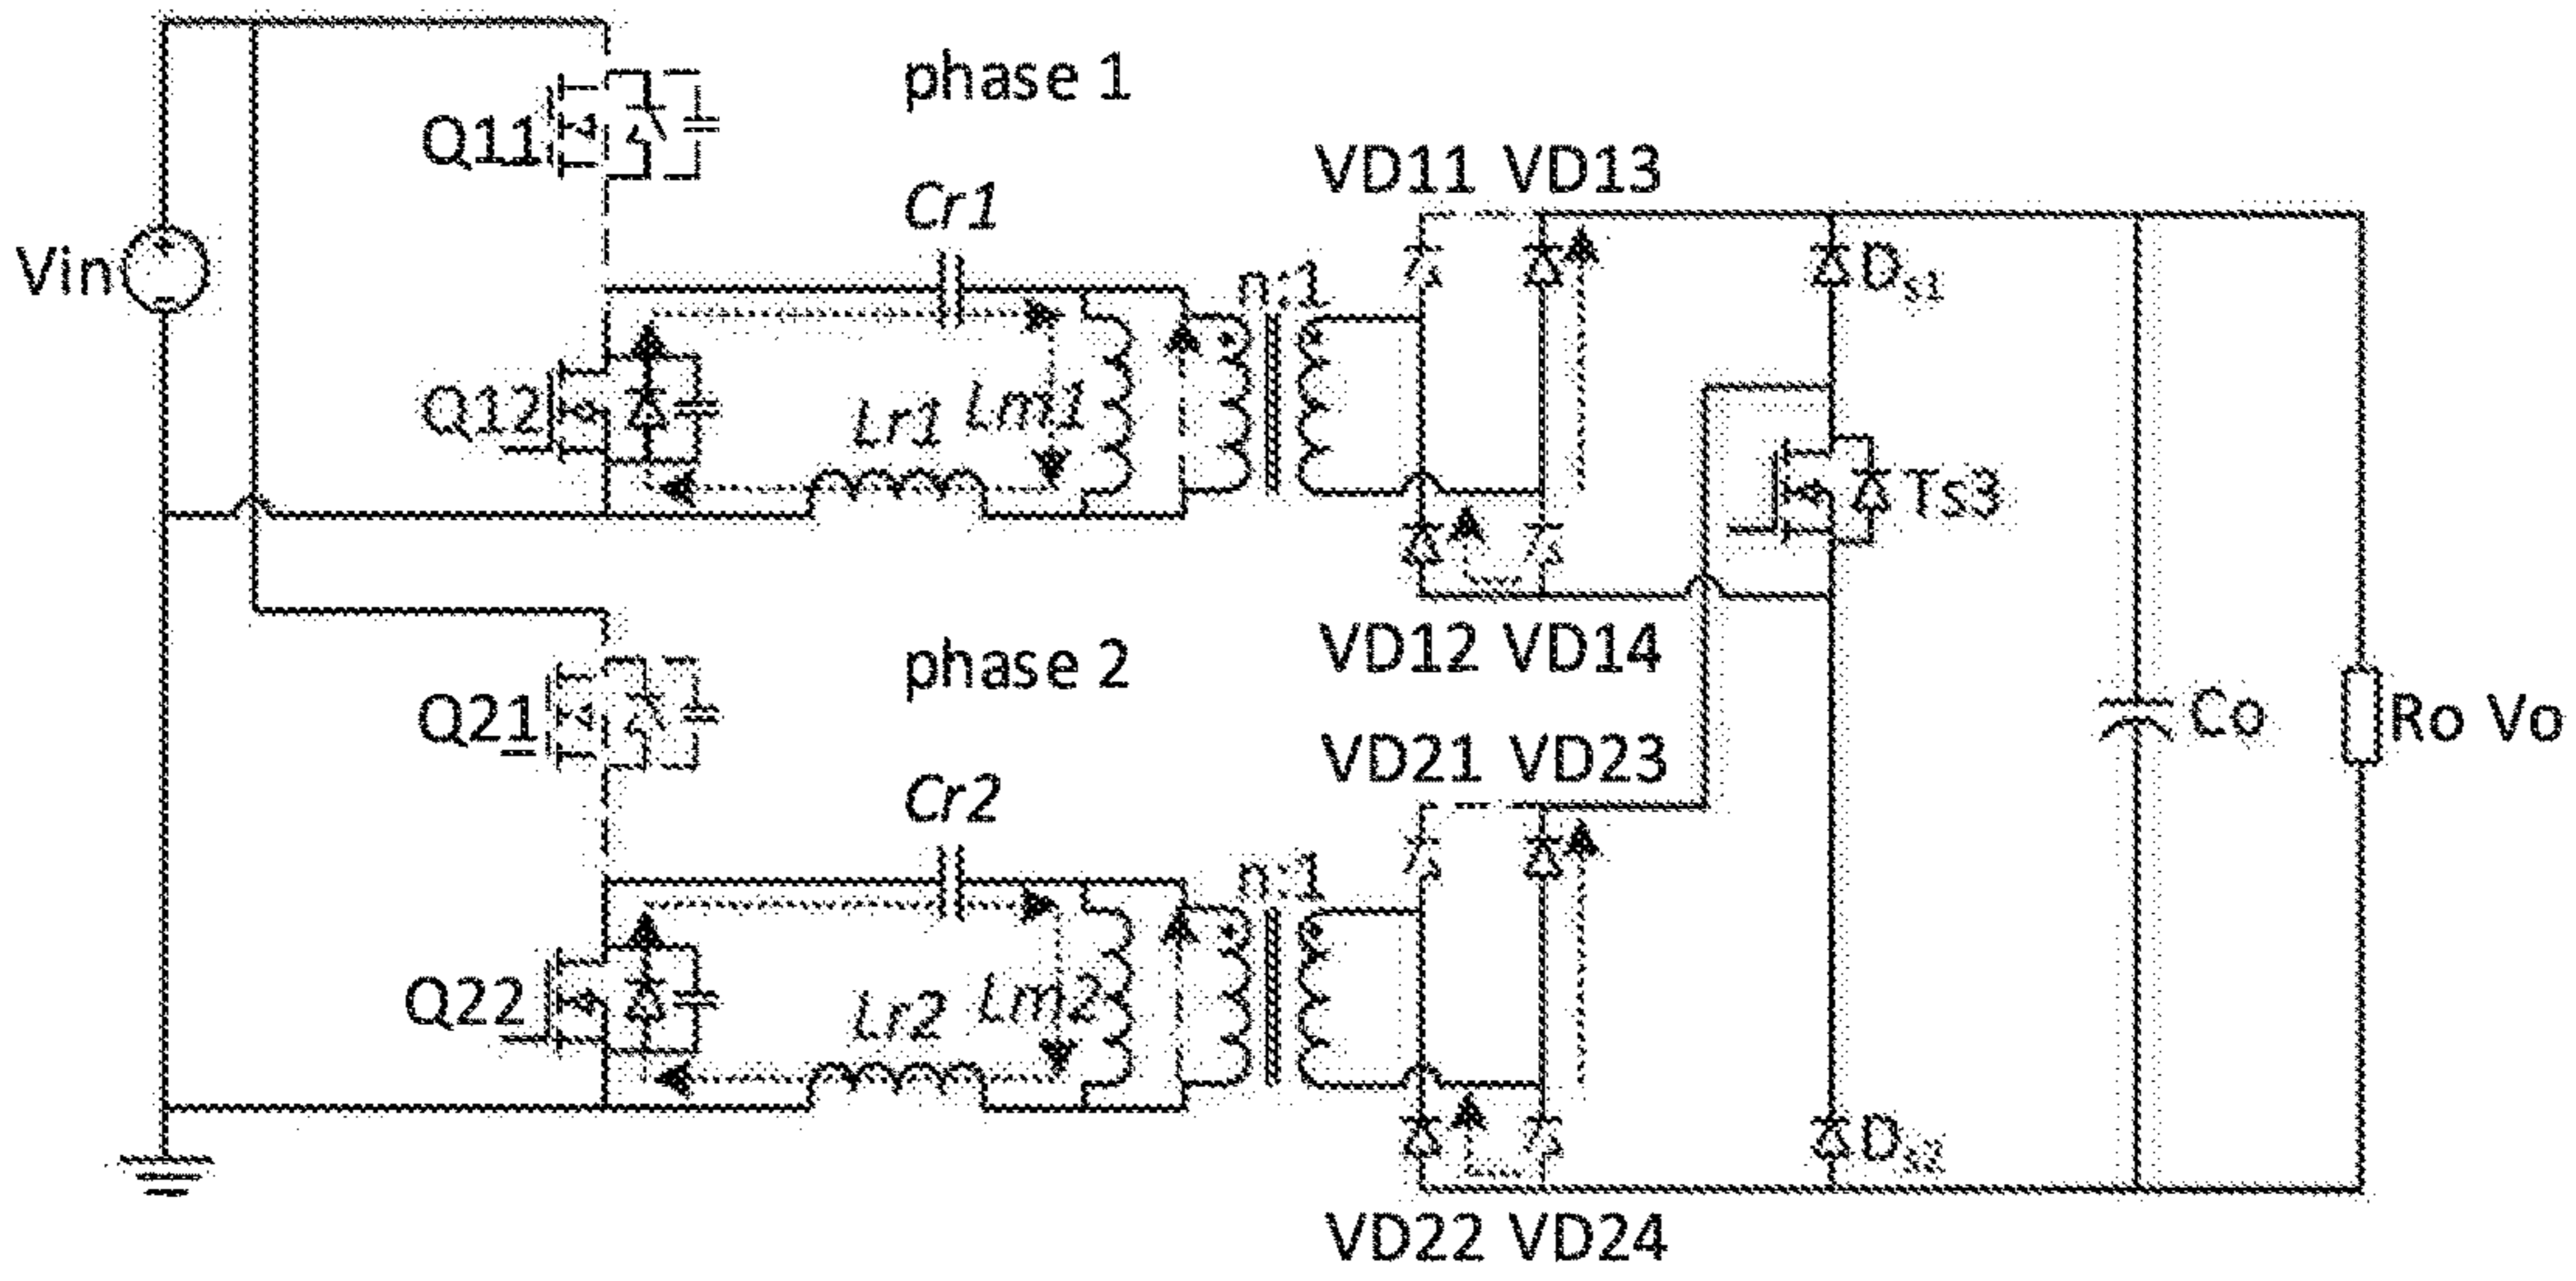 phase 1
Q11
VD11 VD13
Cr1
Vin
n:1
Ds1
Q12
Lr1
Lm1
Ts3
VD12 VD14
phase 2
Q21
Co
Ro Vo
VD21 VD23
Cr2
n:1
Q22
Lr2
Lm2
Ds2
VD22 VD24